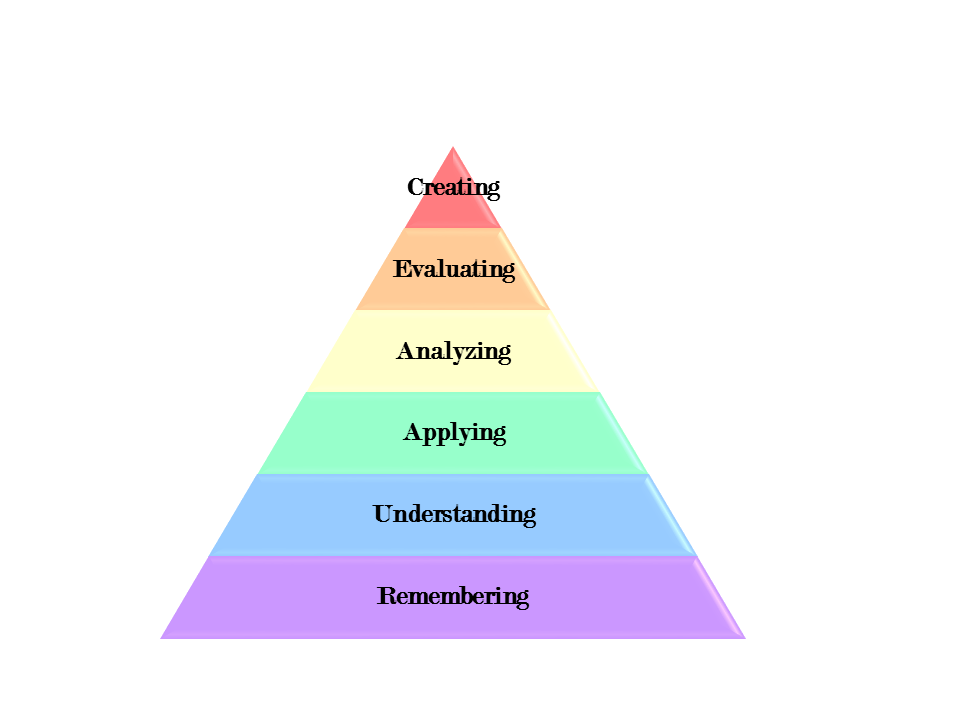 Creating
Evaluating
Analyzing
Applying
Understanding
Remembering